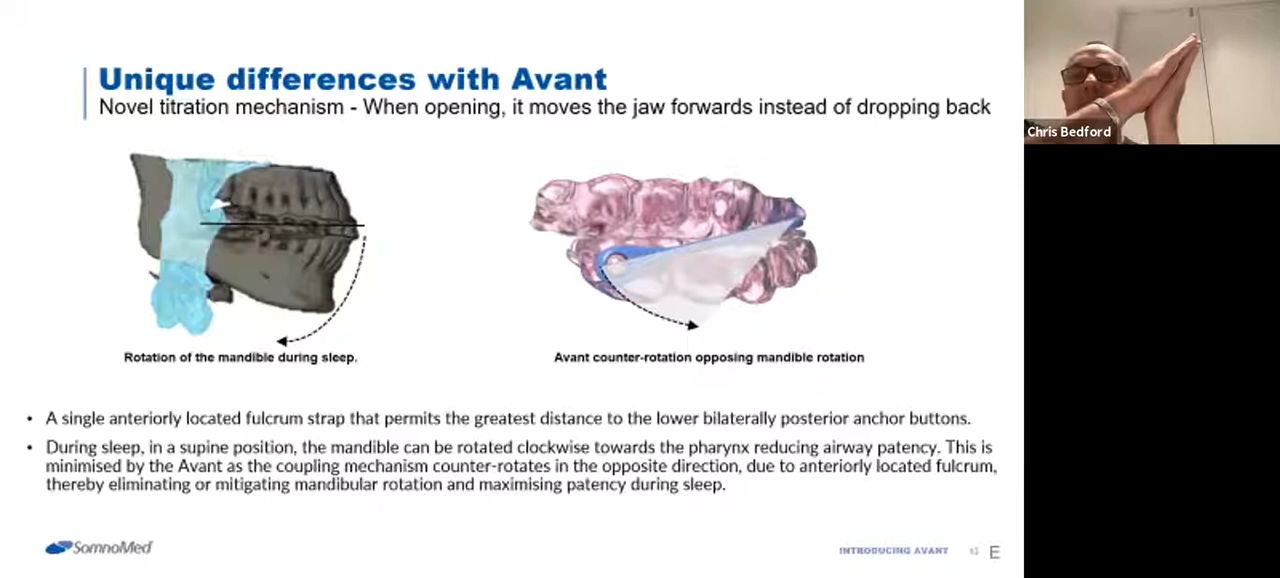 Unique differences with Avant
Novel titration mechanism - When opening, it moves the jaw forwards instead of dropping back
Chris Bedford
Rotation of the mandible during sleep.
Avant counter-rotation opposing mandible rotation
• A single anteriorly located fulcrum strap that permits the greatest distance to the lower bilaterally posterior anchor buttons.
• During sleep, in a supine position, the mandible can be rotated clockwise towards the pharynx reducing airway patency. This is
minimised by the Avant as the coupling mechanism counter-rotates in the opposite direction, due to anteriorly located fulcrum,
thereby eliminating or mitigating mandibular rotation and maximising patency during sleep.
SomnoMed
INTRODUCING AVANT
E